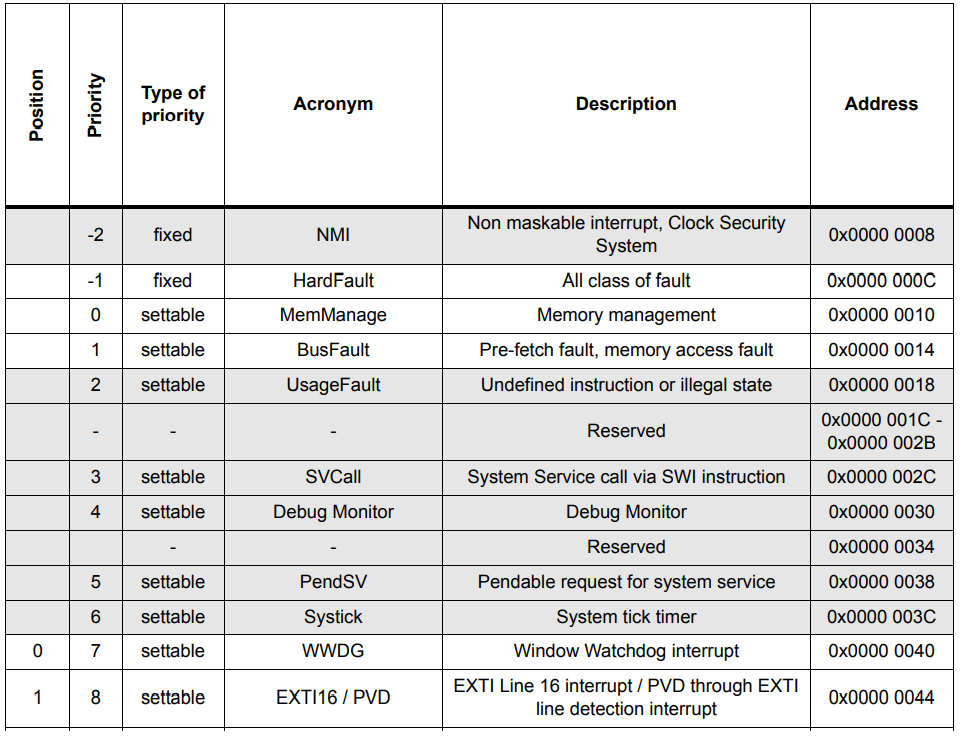 Position Priority Type of priority Acronym Description Address
-2 fixed NMI Non maskable interrupt, Clock Security System 0x0000 0008
-1 fixed HardFault All class of fault 0x0000 000C
0 settable MemManage Memory management 0x0000 0010
1 settable BusFault Pre-fetch fault, memory access fault 0x0000 0014
2 settable UsageFault Undefined instruction or illegal state 0x0000 0018
- - - Reserved 0x0000 001C - 0x0000 002B
3 settable SVCall System Service call via SWI instruction 0x0000 002C
4 settable Debug Monitor Debug Monitor 0x0000 0030
- - Reserved 0x0000 0034
5 settable PendSV Pendable request for system service 0x0000 0038
6 settable Systick System tick timer 0x0000 003C
0 7 settable WWDG Window Watchdog interrupt 0x0000 0040
1 8 settable EXTI16 / PVD EXTI Line 16 interrupt / PVD through EXTI line detection interrupt 0x0000 0044